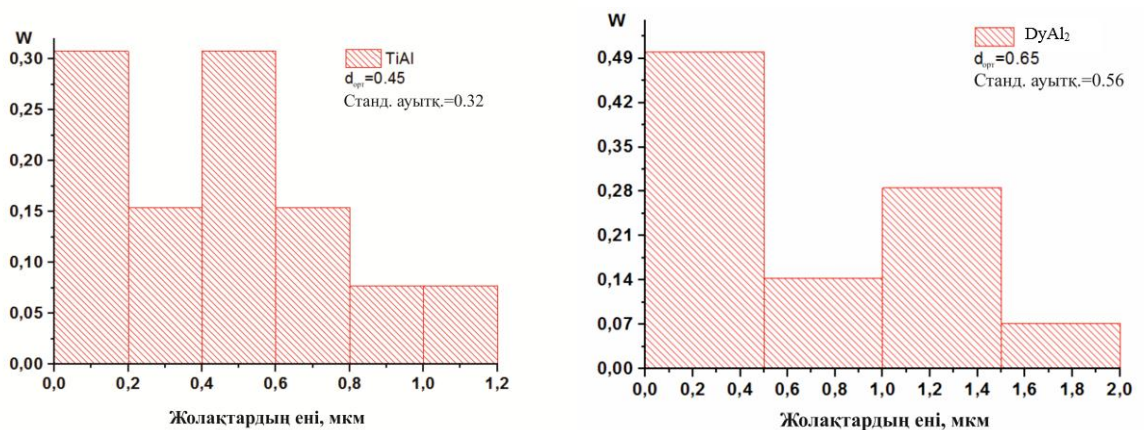 W
0,30
0,25
0,20
0,15
0,10
0,05
0,00
TiAl
dорт=0.45
Станд. ауытқ.=0.32
0,0 0,2 0,4 0,6 0,8 1,0 1,2
Жолақтардың ені, мкм
W
0,49
0,42
0,35
0,28
0,21
0,14
0,07
0,00
DyAl₂
dорт=0.65
Станд. ауытқ.=0.56
0,0 0,2 0,4 0,6 0,8 1,0 1,2 1,4 1,6 1,8 2,0
Жолақтардың ені, мкм